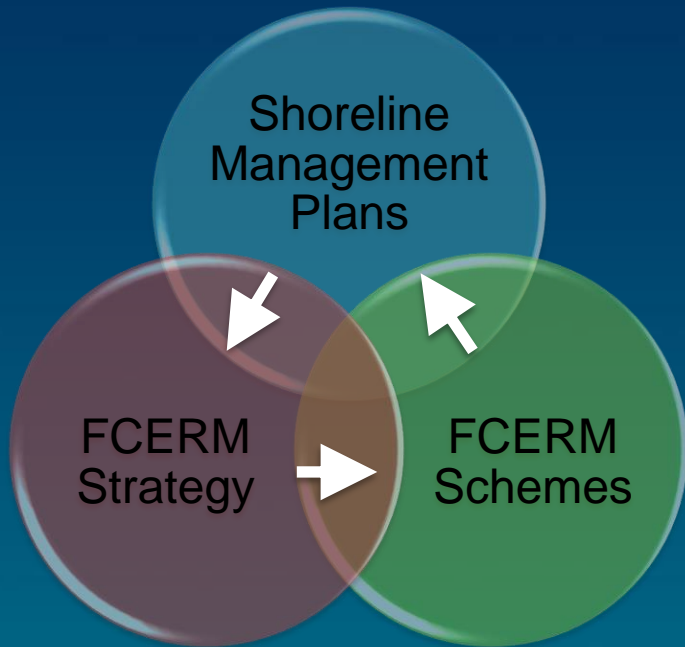 Shoreline
Management
Plans
FCERM
Strategy
FCERM
Schemes